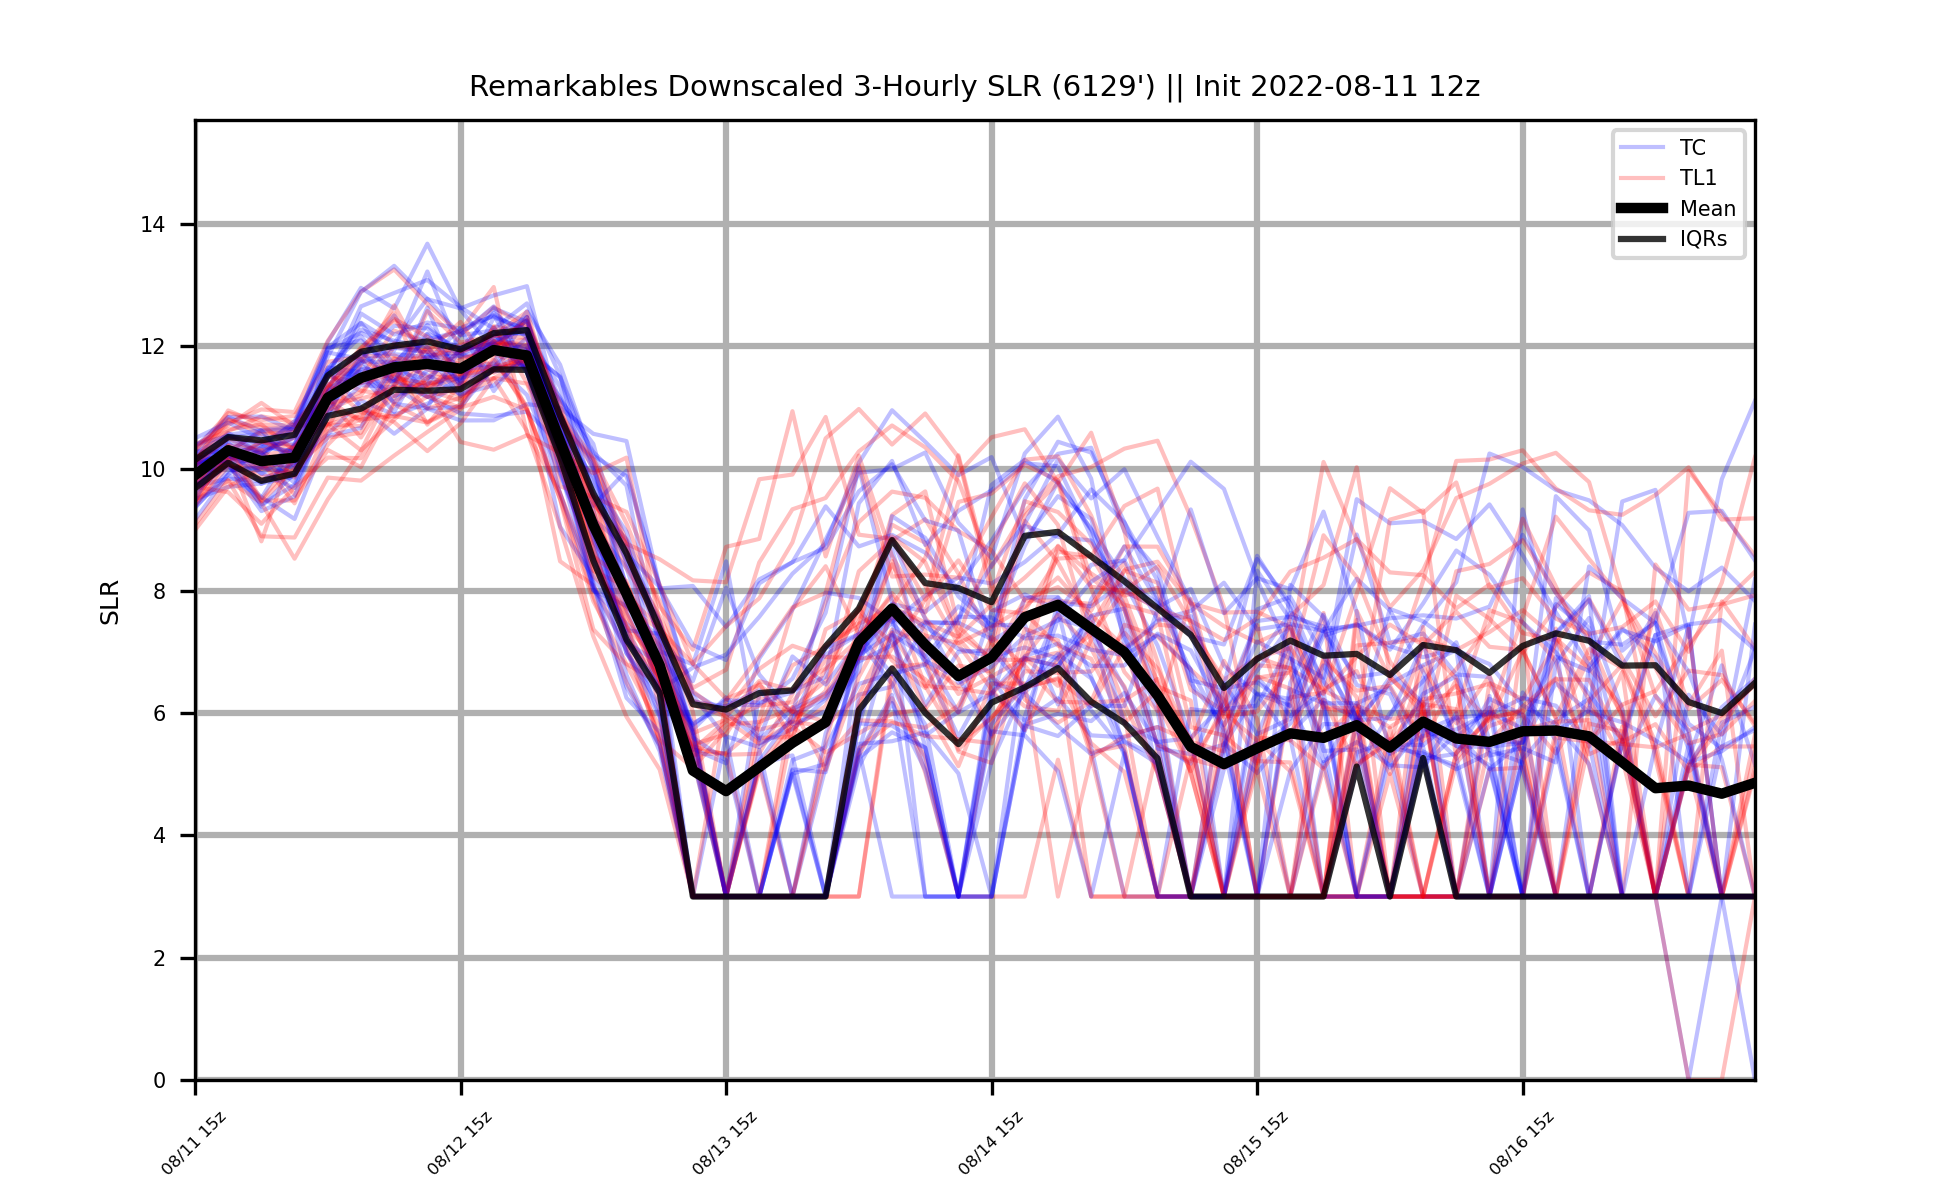 Remarkables Downscaled 3-Hourly SLR (6129') || Init 2022-08-11 12z
TC
TL1
Mean
IQRs
SLR
14
12
10
8
6
4
2
0
08/11 15z
08/12 15z
08/13 15z
08/14 15z
08/15 15z
08/16 15z